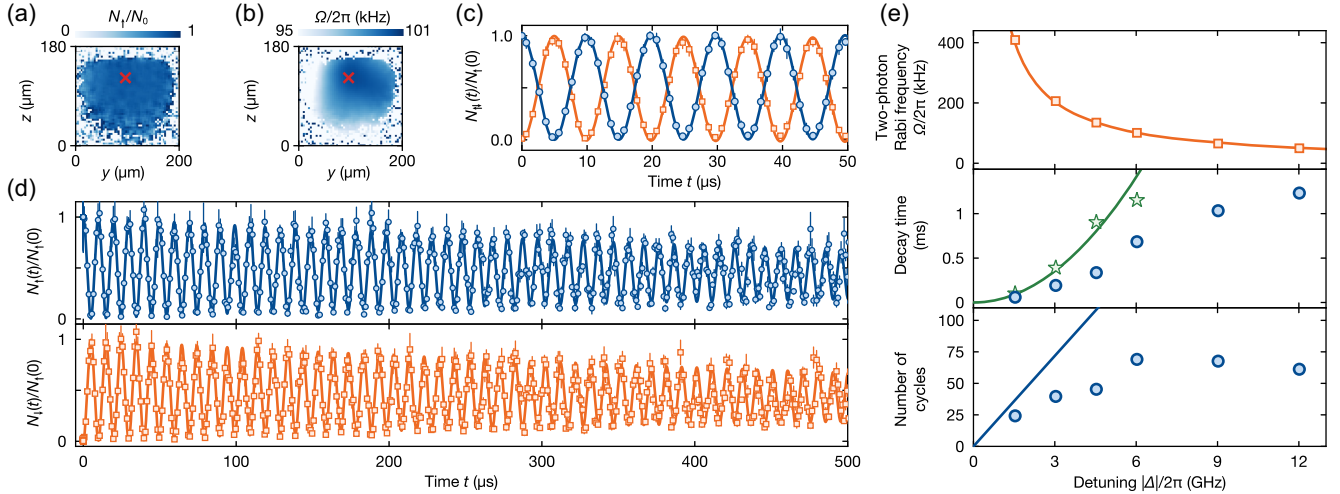 (a)
N↑/N₀
0 1
180
z (µm)
0
0 200
y (µm)
(b)
Ω/2π (kHz)
95 101
180
z (µm)
0
0 200
y (µm)
(c)
N↑↓(t)/N↑(0)
1.0
0.0
0 10 20 30 40 50
Time t (µs)
(d)
N↑(t)/N↑(0)
1
0
N↓(t)/N↑(0)
1
0
0 100 200 300 400 500
Time t (µs)
(e)
Two-photon
Rabi frequency
Ω/2π (kHz)
400
200
0
Decay time
(ms)
1
0.5
0
Number of
cycles
100
75
50
25
0
0 3 6 9 12
Detuning |Δ|/2π (GHz)